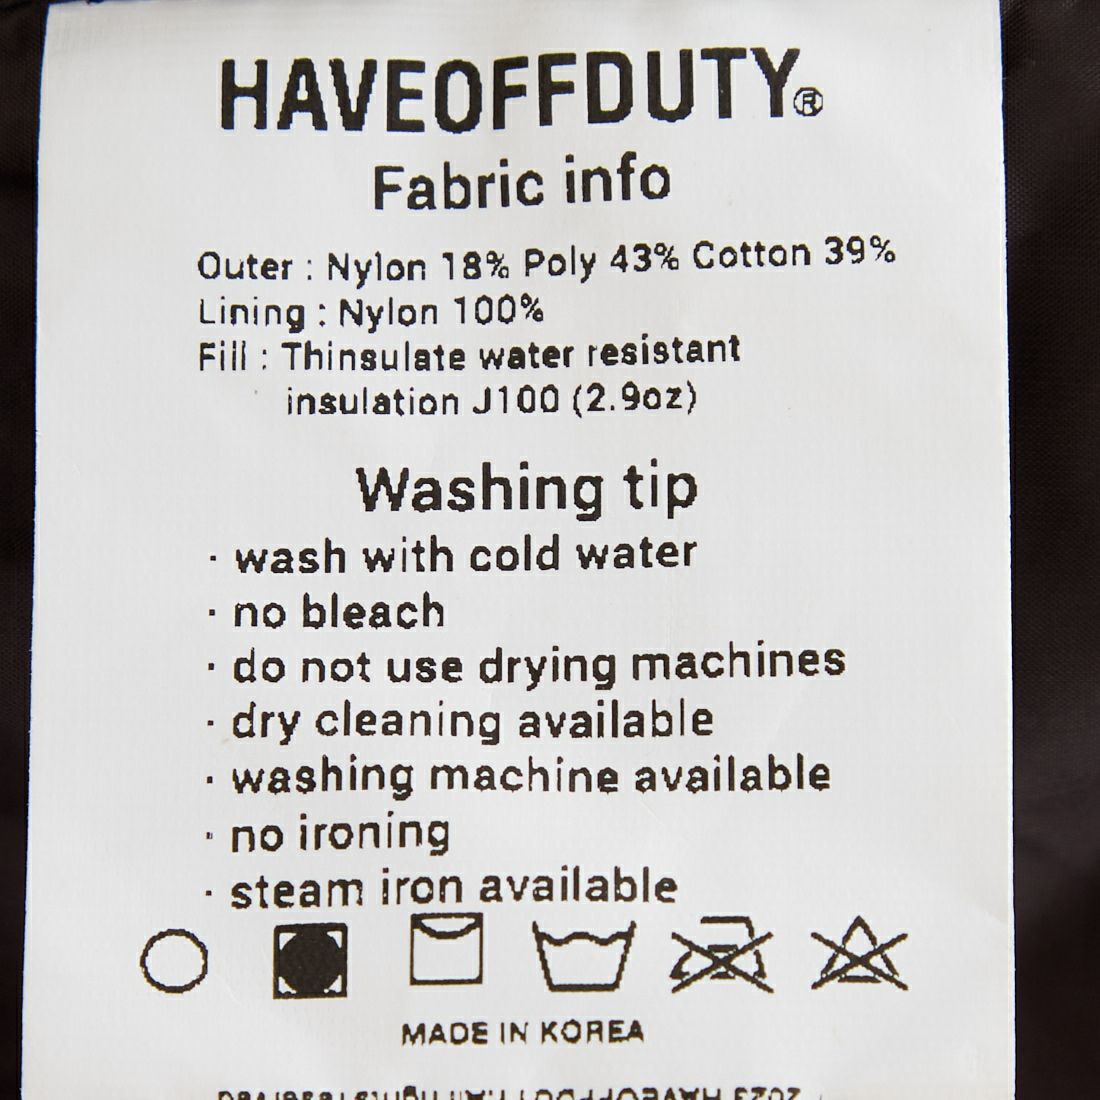 HAVEOFFDUTY®
Fabric info
Outer : Nylon 18% Poly 43% Cotton 39%
Lining : Nylon 100%
Fill : Thinsulate water resistant
insulation J100 (2.9oz)
Washing tip
· wash with cold water
· no bleach
· do not use drying machines
· dry cleaning available
· washing machine available
· no ironing
· steam iron available
MADE IN KOREA